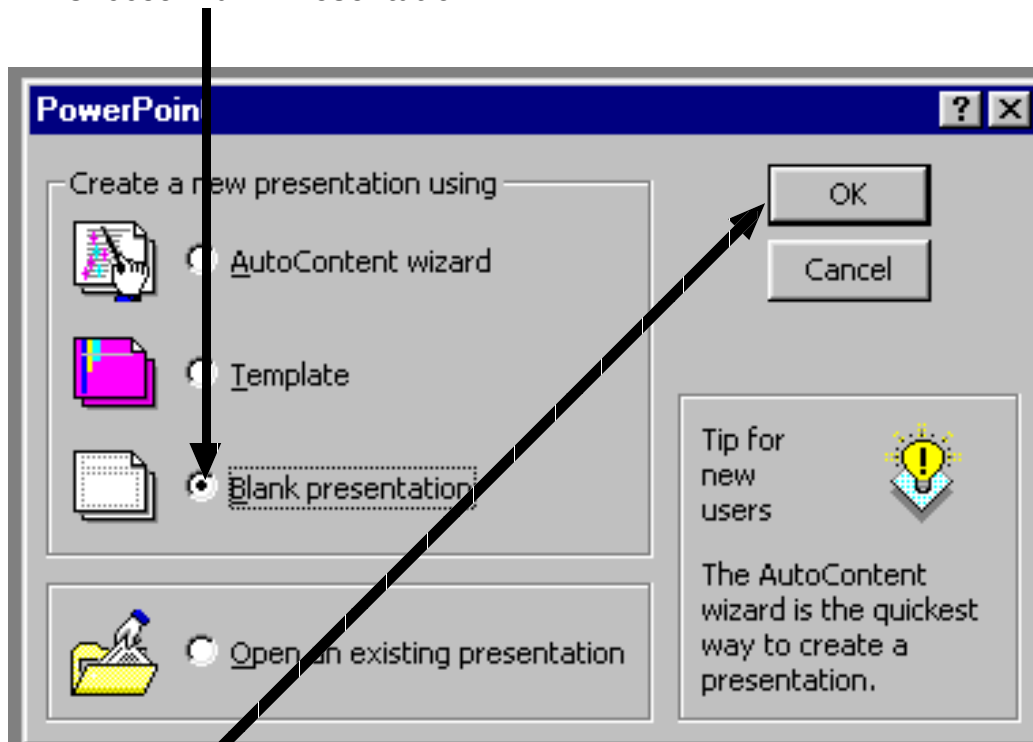 PowerPoint
Create a new presentation using
OK
AutoContent wizard
Cancel
Template
Blank presentation
Tip for
new
users
The AutoContent
wizard is the quickest
way to create a
presentation.
Open an existing presentation